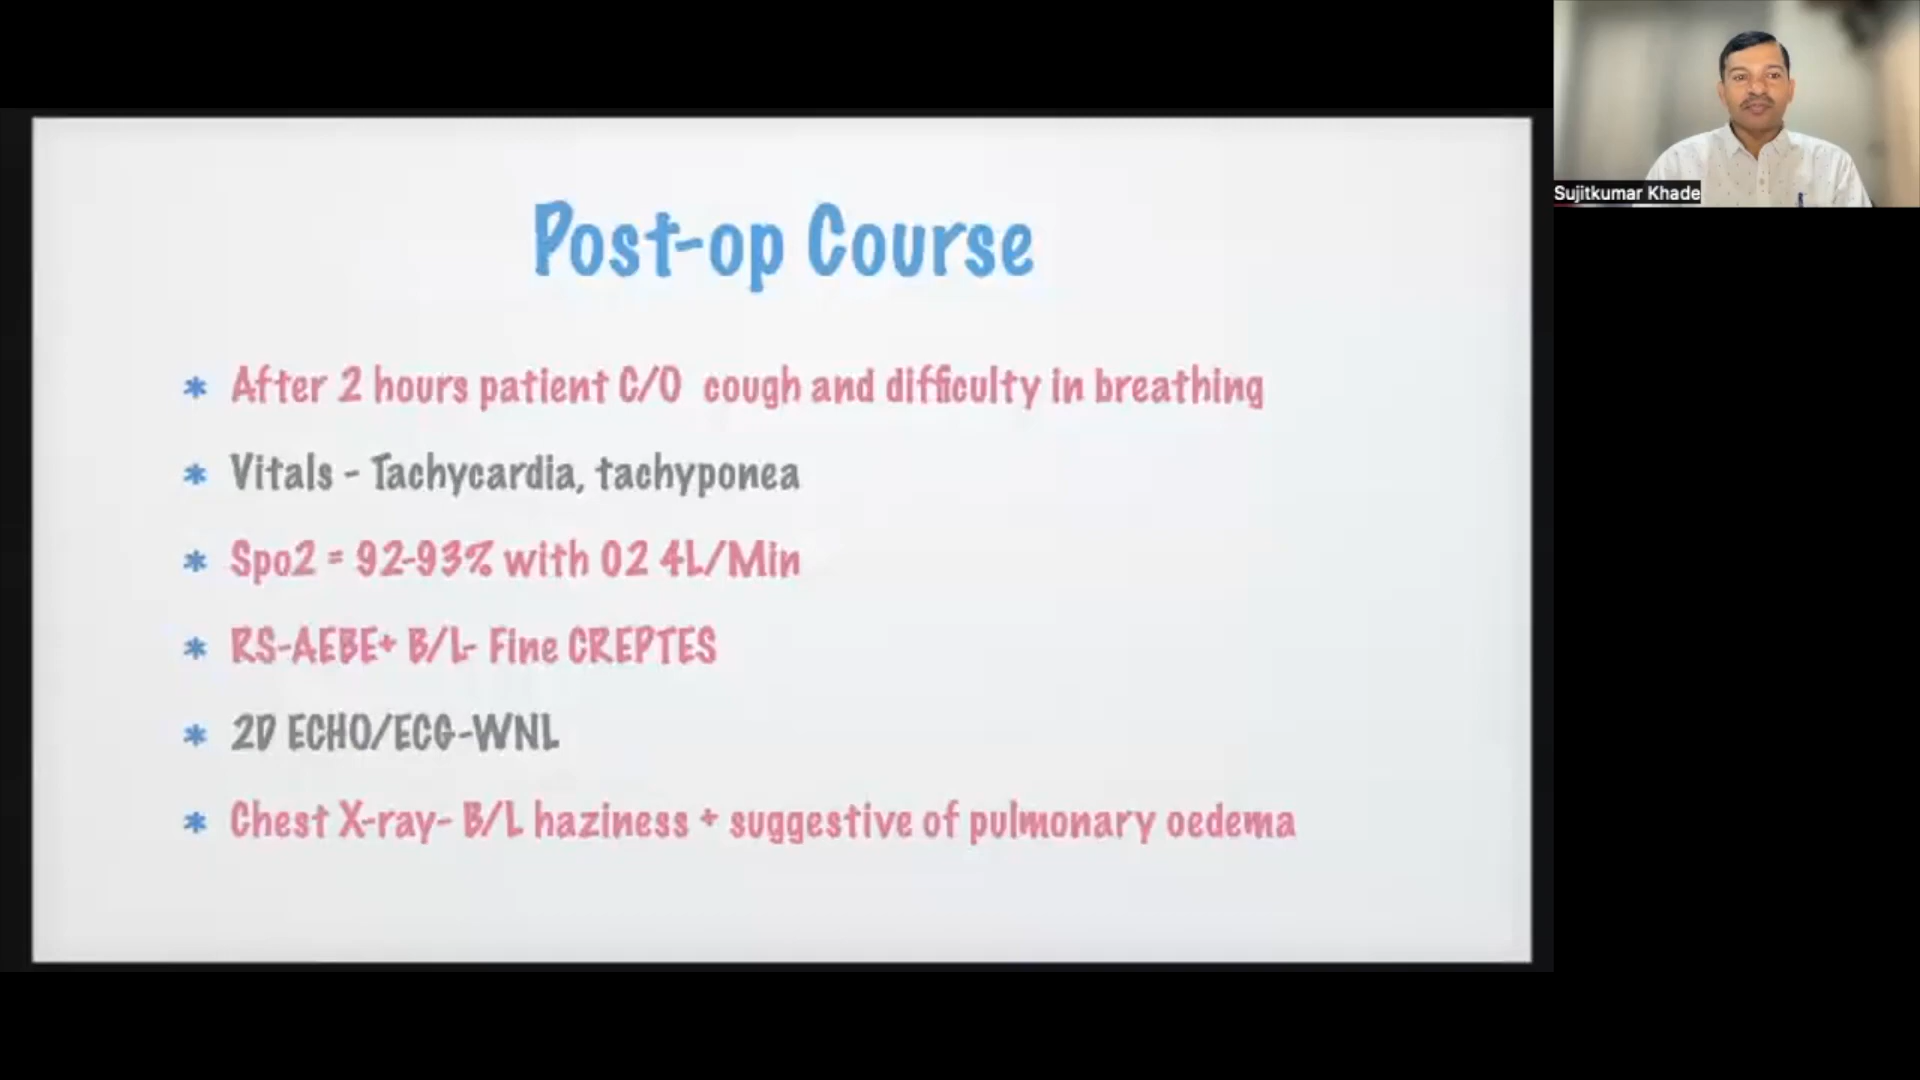 Post-op Course
* After 2 hours patient C/O cough and difficulty in breathing
* Vitals - Tachycardia, tachyponea
* Spo2 = 92-93% with O2 4L/Min
* RS-AEBE+ B/L- Fine CREPTES
* 2D ECHO/ECG-WNL
* Chest X-ray- B/L haziness + suggestive of pulmonary oedema
Sujitkumar Khade